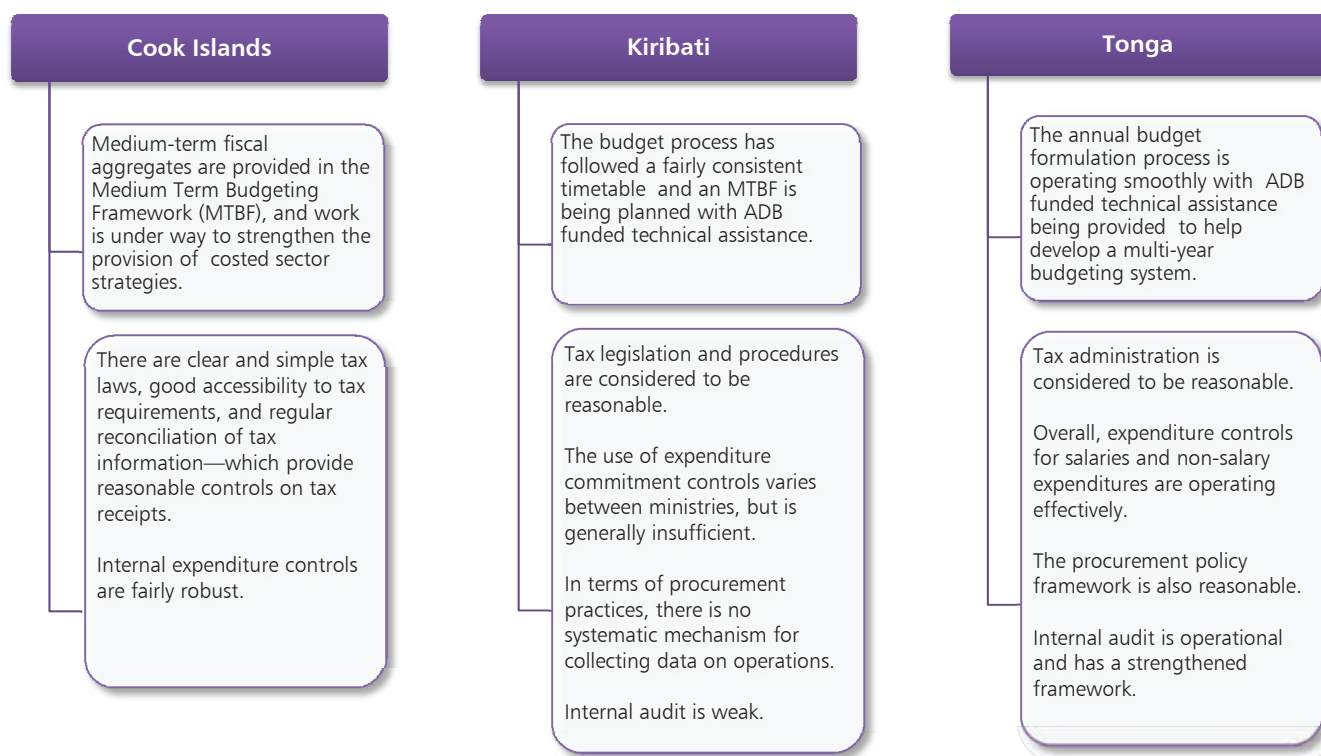 Cook Islands
Medium-term fiscal
aggregates are provided in the
Medium Term Budgeting
Framework (MTBF), and work
is under way to strengthen the
provision of costed sector
strategies.
There are clear and simple tax
laws, good accessibility to tax
requirements, and regular
reconciliation of tax
information—which provide
reasonable controls on tax
receipts.
Internal expenditure controls
are fairly robust.
Kiribati
The budget process has
followed a fairly consistent
timetable and an MTBF is
being planned with ADB
funded technical assistance.
Tax legislation and procedures
are considered to be
reasonable.
The use of expenditure
commitment controls varies
between ministries, but is
generally insufficient.
In terms of procurement
practices, there is no
systematic mechanism for
collecting data on operations.
Internal audit is weak.
Tonga
The annual budget
formulation process is
operating smoothly with ADB
funded technical assistance
being provided to help
develop a multi-year
budgeting system.
Tax administration is
considered to be reasonable.
Overall, expenditure controls
for salaries and non-salary
expenditures are operating
effectively.
The procurement policy
framework is also reasonable.
Internal audit is operational
and has a strengthened
framework.